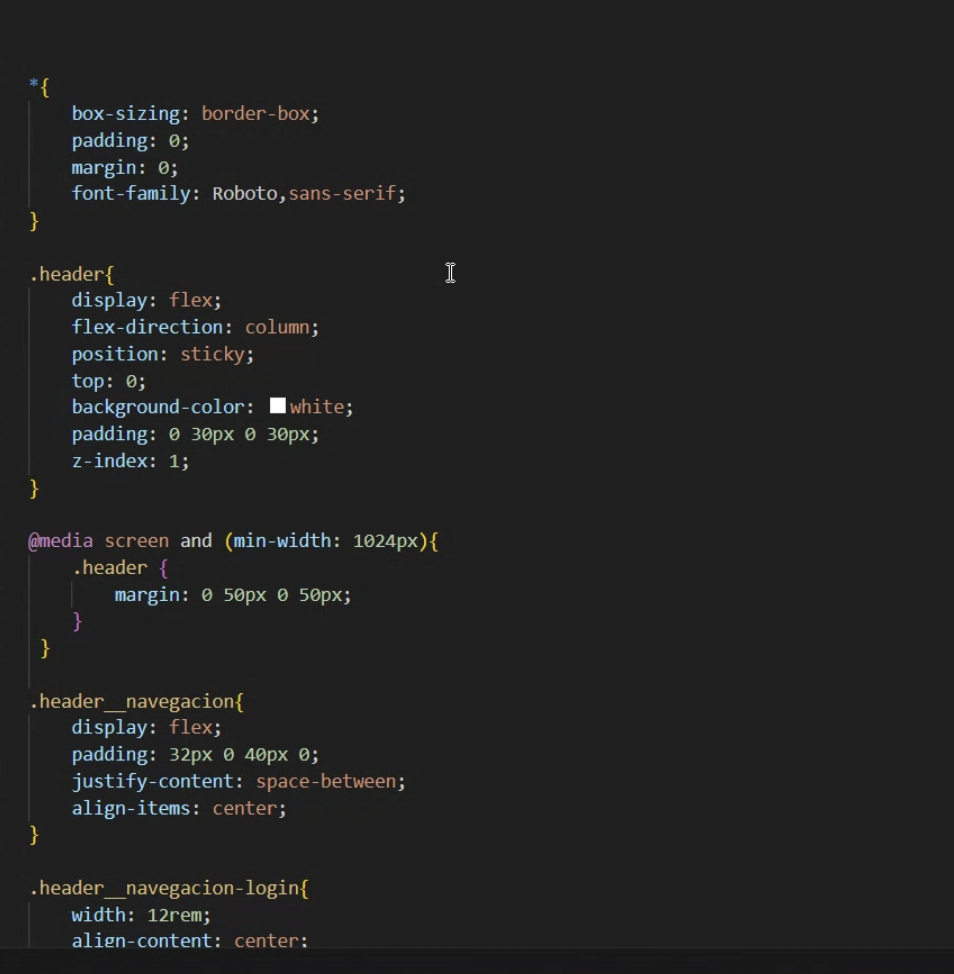 *{
box-sizing: border-box;
padding: 0;
margin: 0;
font-family: Roboto,sans-serif;
}
.header{
display: flex;
flex-direction: column;
position: sticky;
top: 0;
background-color: white;
padding: 0 30px 0 30px;
z-index: 1;
}
@media screen and (min-width: 1024px){
.header {
margin: 0 50px 0 50px;
}
}
.header__navegacion{
display: flex;
padding: 32px 0 40px 0;
justify-content: space-between;
align-items: center;
}
.header__navegacion-login{
width: 12rem;
align-content: center;